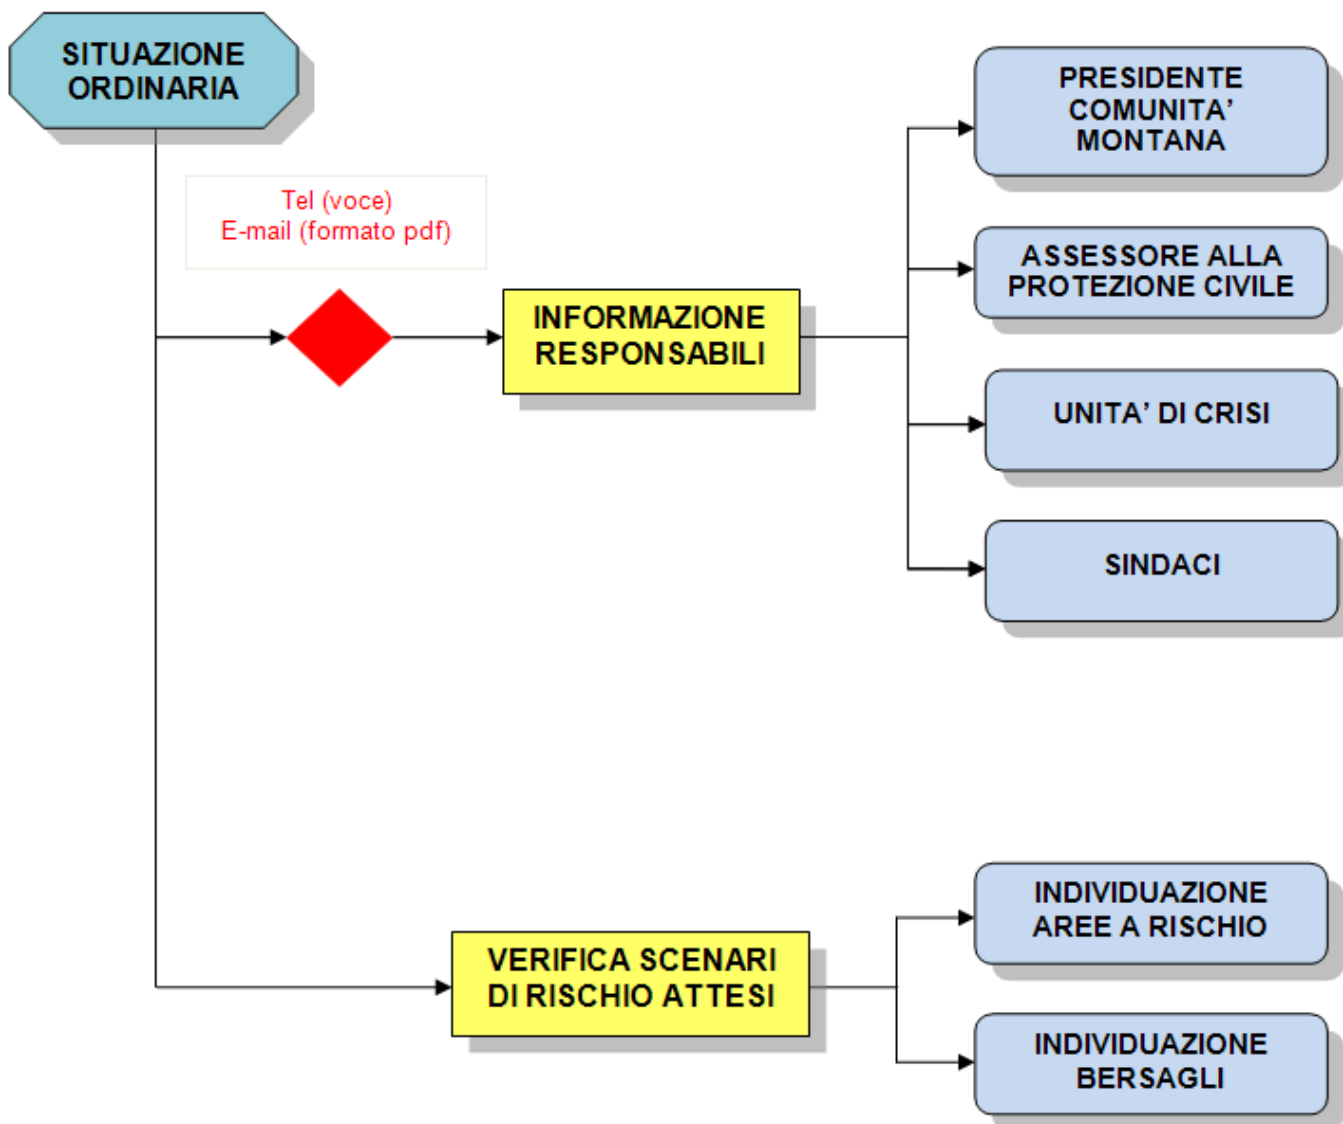 SITUAZIONE
ORDINARIA
Tel (voce)
E-mail (formato pdf)
INFORMAZIONE
RESPONSABILI
PRESIDENTE
COMUNITA'
MONTANA
ASSESSORE ALLA
PROTEZIONE CIVILE
UNITA' DI CRISI
SINDACI
VERIFICA SCENARI
DI RISCHIO ATTESI
INDIVIDUAZIONE
AREE A RISCHIO
INDIVIDUAZIONE
BERSAGLI